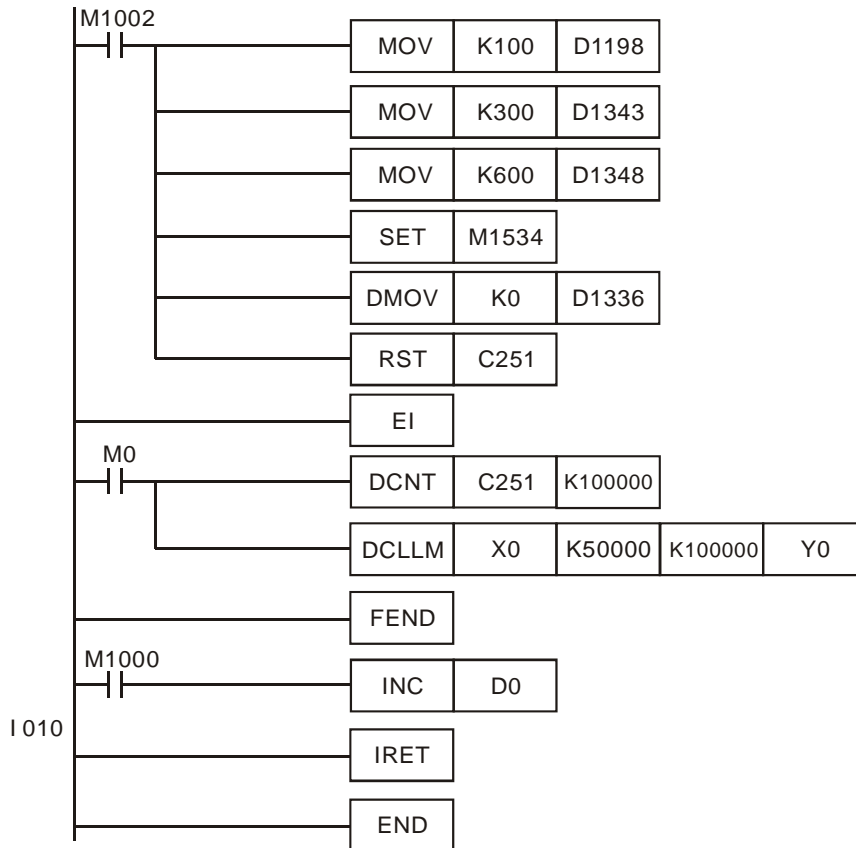 M1002
MOV K100 D1198
MOV K300 D1343
MOV K600 D1348
SET M1534
DMOV K0 D1336
RST C251
EI
M0
DCNT C251 K100000
DCLLM X0 K50000 K100000 Y0
FEND
M1000
INC D0
I 010
IRET
END